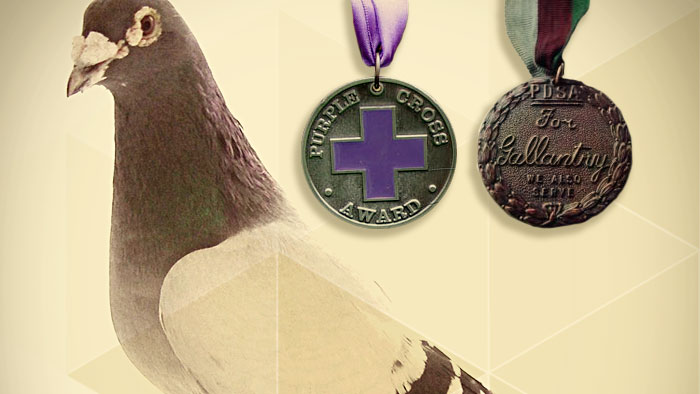 PURPLE CROSS
AWARD
PDSA
For
Gallantry
WE ALSO
SERVE